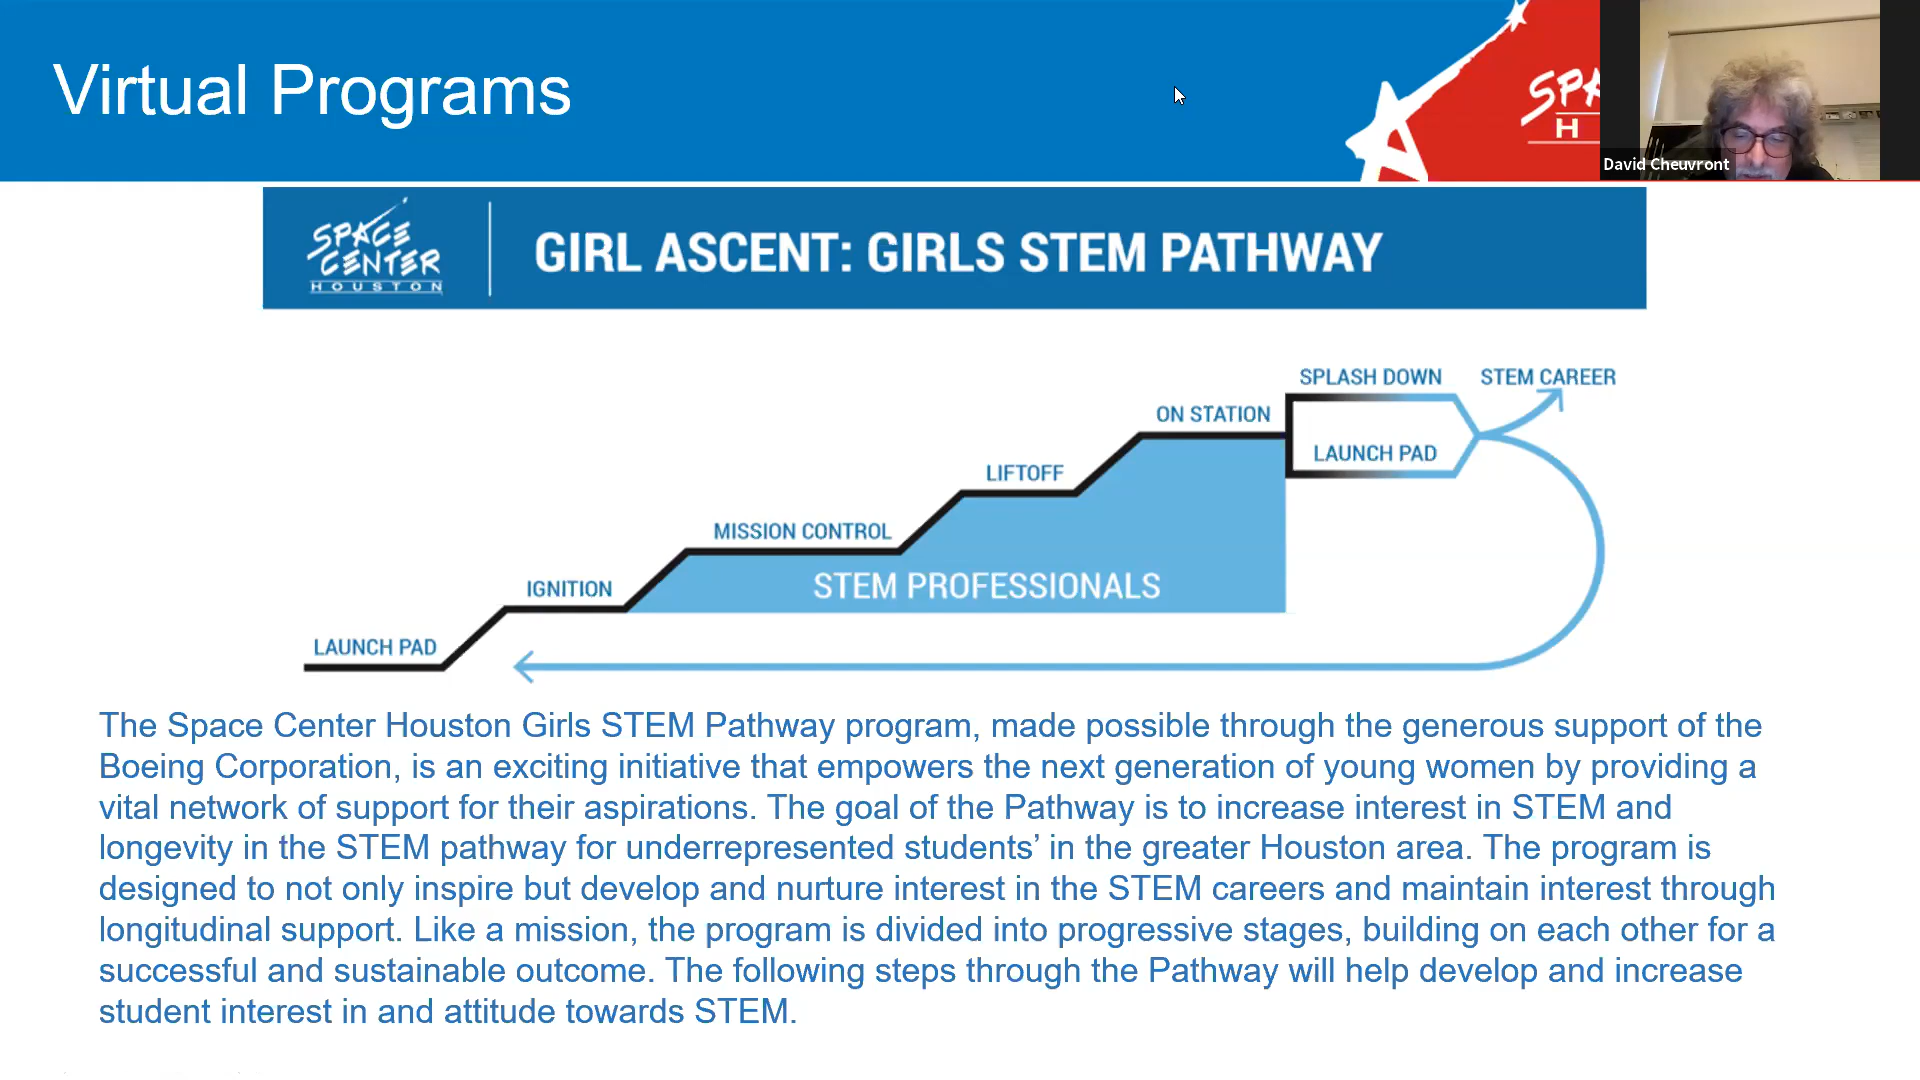 Virtual Programs
SPA
H
David Cheuvront
SPACE
CENTER
HOUSTON
GIRL ASCENT: GIRLS STEM PATHWAY
SPLASH DOWN
STEM CAREER
ON STATION
LAUNCH PAD
LIFTOFF
MISSION CONTROL
STEM PROFESSIONALS
IGNITION
LAUNCH PAD
The Space Center Houston Girls STEM Pathway program, made possible through the generous support of the
Boeing Corporation, is an exciting initiative that empowers the next generation of young women by providing a
vital network of support for their aspirations. The goal of the Pathway is to increase interest in STEM and
longevity in the STEM pathway for underrepresented students’ in the greater Houston area. The program is
designed to not only inspire but develop and nurture interest in the STEM careers and maintain interest through
longitudinal support. Like a mission, the program is divided into progressive stages, building on each other for a
successful and sustainable outcome. The following steps through the Pathway will help develop and increase
student interest in and attitude towards STEM.